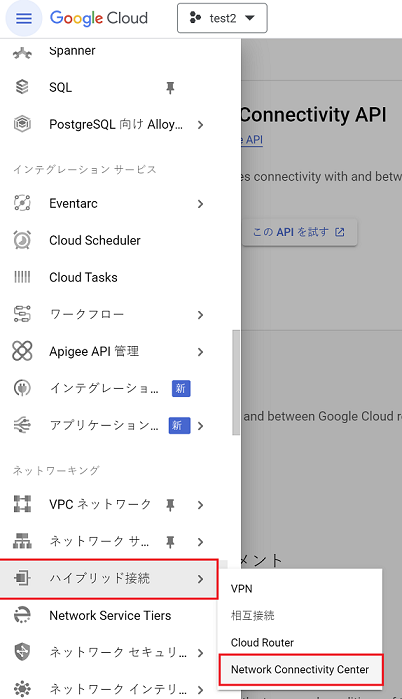 Google Cloud
test2
Spanner
SQL
PostgreSQL 向け Alloy...
インテグレーション サービス
Eventarc
Cloud Scheduler
Cloud Tasks
ワークフロー
Apigee API 管理
インテグレーショ... 新
アプリケーション... 新
ネットワーキング
VPC ネットワーク
ネットワーク サ...
ハイブリッド接続
Network Service Tiers
ネットワーク セキュリ...
ネットワーク インテリ...
Connectivity API
API
es connectivity with and betw
この API を試す
and between Google Cloud r
メント
VPN
相互接続
Cloud Router
Network Connectivity Center